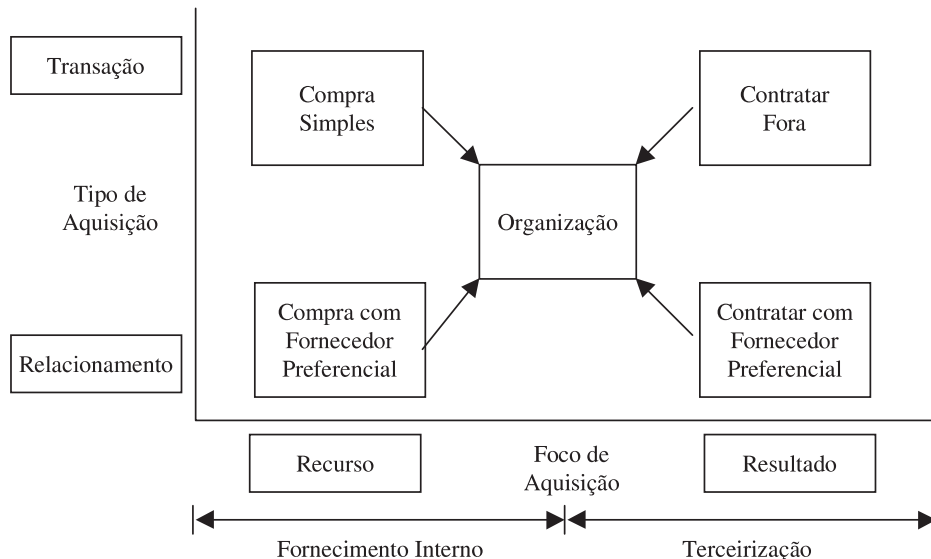 Transação
Compra
Simples
Contratar
Fora
Tipo de
Aquisição
Organização
Relacionamento
Compra com
Fornecedor
Preferencial
Contratar com
Fornecedor
Preferencial
Recurso
Foco de
Aquisição
Resultado
Fornecimento Interno
Terceirização